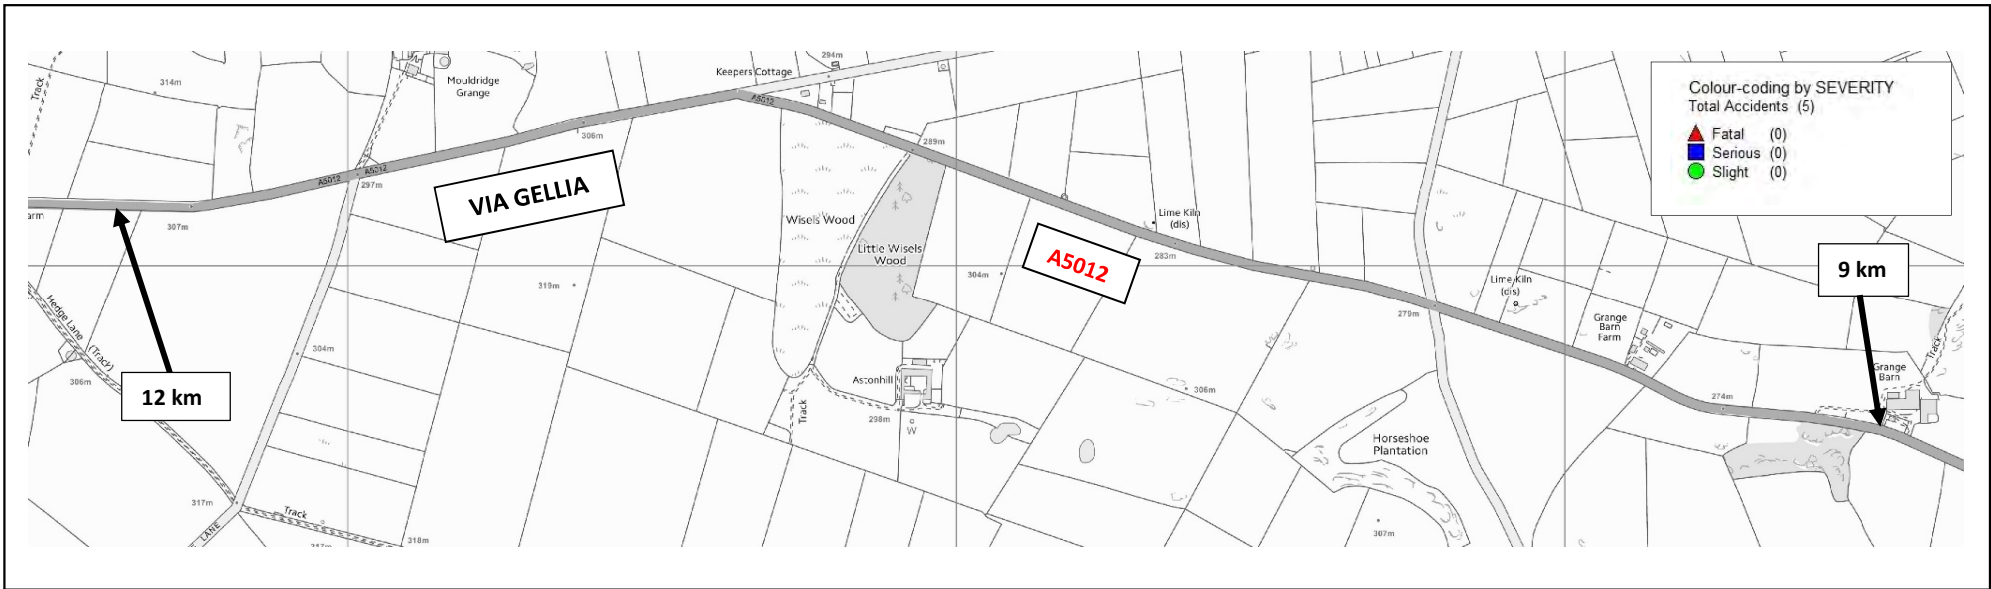 294m
Keepers Cottage
Mouldridge
Grange
314m
Track
A5012
306m
289m
A5012
A5012
297m
VIA GELLIA
arm
307m
Wisels Wood
Lime Kiln
(dis)
Little Wisels
Wood
A5012
283m
304m
319m
Colour-coding by SEVERITY
Total Accidents (5)
Fatal (0)
Serious (0)
Slight (0)
9 km
Lime Kiln
(dis)
279m
Grange
Barn
Farm
Hedge Lane
(Track)
304m
306m
12 km
Astonhill
306m
Track
298m
W
274m
Grange
Barn
Track
Horseshoe
Plantation
317m
LANE
Track
317m
318m
307m